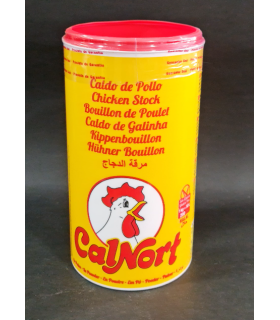 Caldo de Pollo
Chicken Stock
Bouillon de Poulet
Caldo de Galinha
Kippenbouillon
Hühner Bouillon
مرقة الدجاج
CalNort